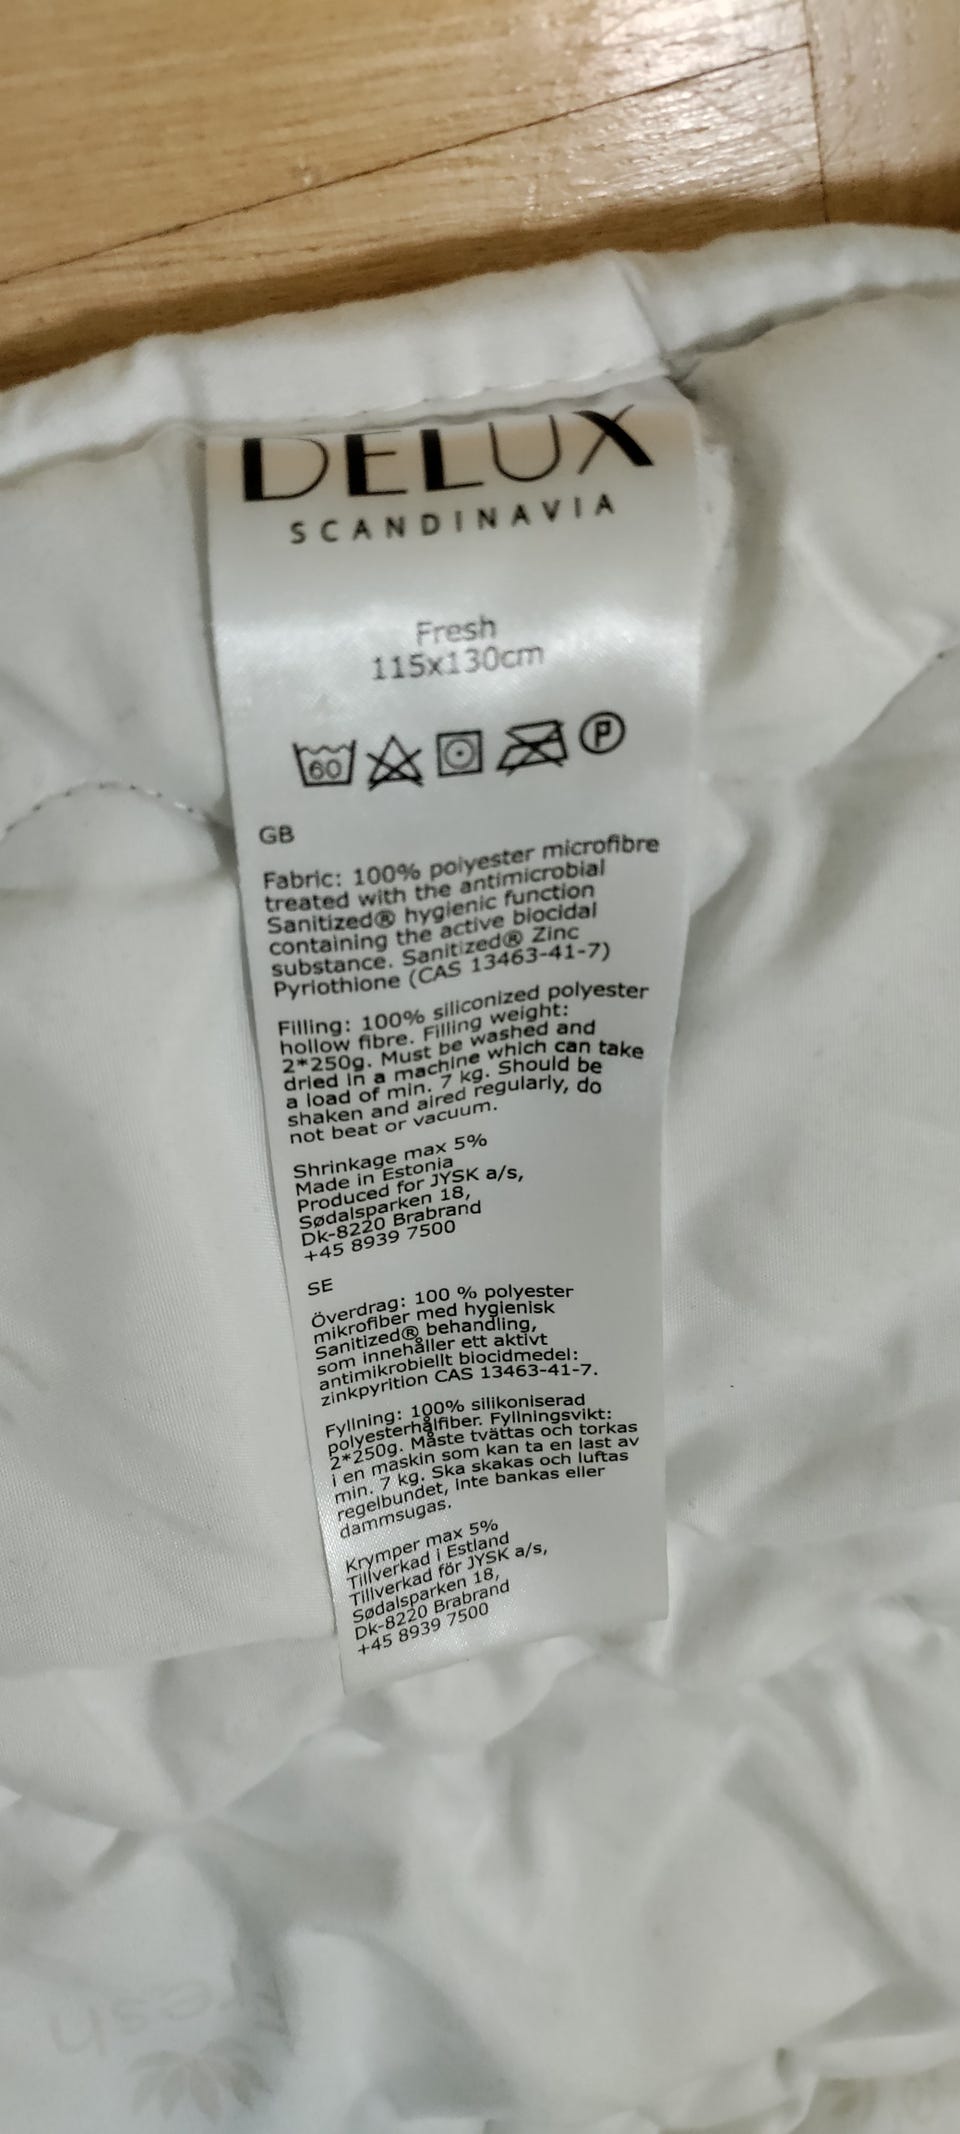 DELUX
SCANDINAVIA
Fresh
115x130cm
60 P
GB
Fabric: 100% polyester microfibre
treated with the antimicrobial
Sanitized® hygienic function
containing the active biocidal
substance. Sanitized® Zinc
Pyriothione (CAS 13463-41-7)
Filling: 100% siliconized polyester
hollow fibre. Filling weight:
2*250g. Must be washed and
dried in a machine which can take
a load of min. 7 kg. Should be
shaken and aired regularly, do
not beat or vacuum.
Shrinkage max 5%
Made in Estonia
Produced for JYSK a/s,
Sødalsparken 18,
Dk-8220 Brabrand
+45 8939 7500
SE
Överdrag: 100 % polyester
mikrofiber med hygienisk
Sanitized® behandling,
som innehåller ett aktivt
antimikrobiellt biocidmedel:
zinkpyrition CAS 13463-41-7.
Fyllning: 100% silikoniserad
polyesterhålfiber. Fyllningsvikt:
2*250g. Måste tvättas och torkas
i en maskin som kan ta en last av
min. 7 kg. Ska skakas och luftas
regelbundet, inte bankas eller
dammsugas.
Krymper max 5%
Tillverkad i Estland
Tillverkad för JYSK a/s,
Sødalsparken 18,
Dk-8220 Brabrand
+45 8939 7500
Fresh